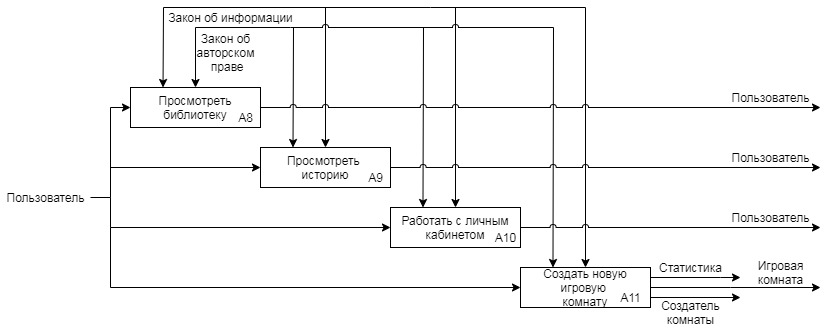 Закон об информации
Закон об
авторском
праве
Просмотреть
библиотеку
A8
Пользователь
Просмотреть
историю
A9
Пользователь
Пользователь
Работать с личным
кабинетом
A10
Пользователь
Создать новую
игровую
комнату
A11
Статистика
Игровая
комната
Создатель
комнаты